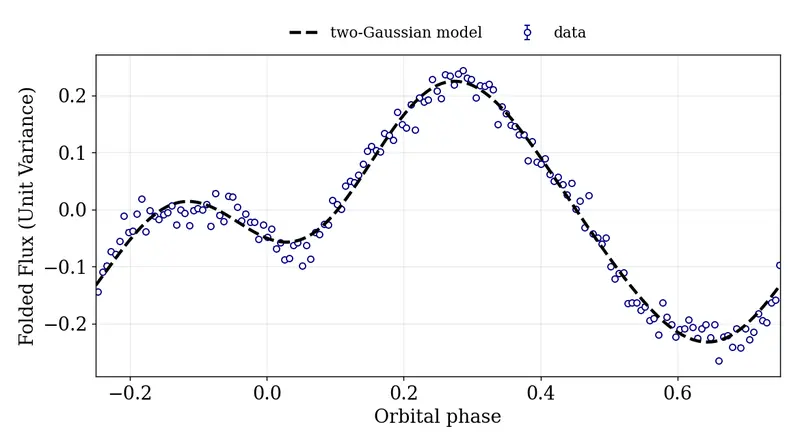 two-Gaussian model
data
Folded Flux (Unit Variance)
0.2
0.1
0.0
−0.1
−0.2
−0.2
0.0
0.2
0.4
0.6
Orbital phase